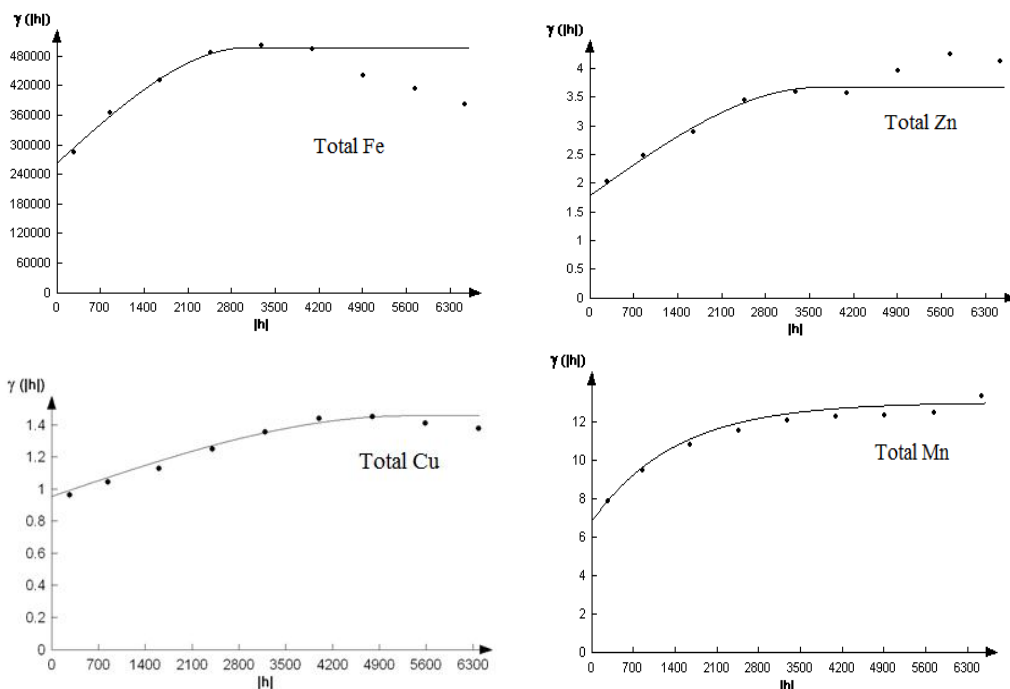 γ (|h|)
480000
420000
360000
300000
240000
180000
120000
60000
0
0 700 1400 2100 2800 3500 4200 4900 5600 6300
|h|
Total Fe
γ (|h|)
4
3.5
3
2.5
2
1.5
1
0.5
0
0 700 1400 2100 2800 3500 4200 4900 5600 6300
|h|
Total Zn
γ (|h|)
1.4
1.2
1
0.8
0.6
0.4
0.2
0
0 700 1400 2100 2800 3500 4200 4900 5600 6300
|h|
Total Cu
γ (|h|)
12
10
8
6
4
2
0
0 700 1400 2100 2800 3500 4200 4900 5600 6300
|h|
Total Mn